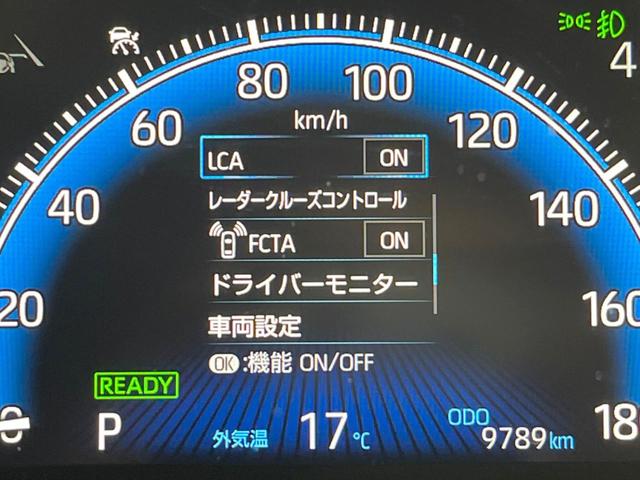 80 100
60 km/h 120
LCA ON
レーダークルーズコントロール
40 FCTA ON 140
ドライバーモニター
20 車両設定 160
OK:機能 ON/OFF
READY
P 外気温 17℃ ODO 9789km 18
4